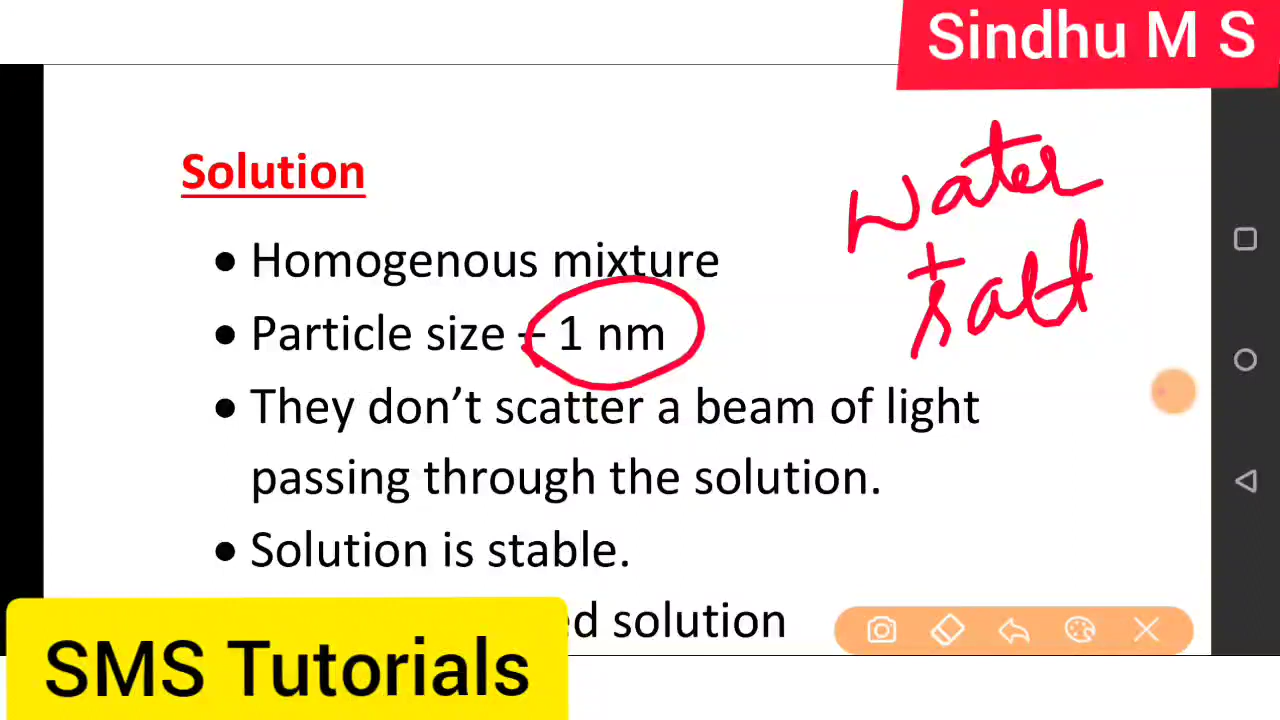 Sindhu M S
Solution
Water
• Homogenous mixture
+
salt
• Particle size – 1 nm
• They don’t scatter a beam of light
passing through the solution.
• Solution is stable.
solution
SMS Tutorials